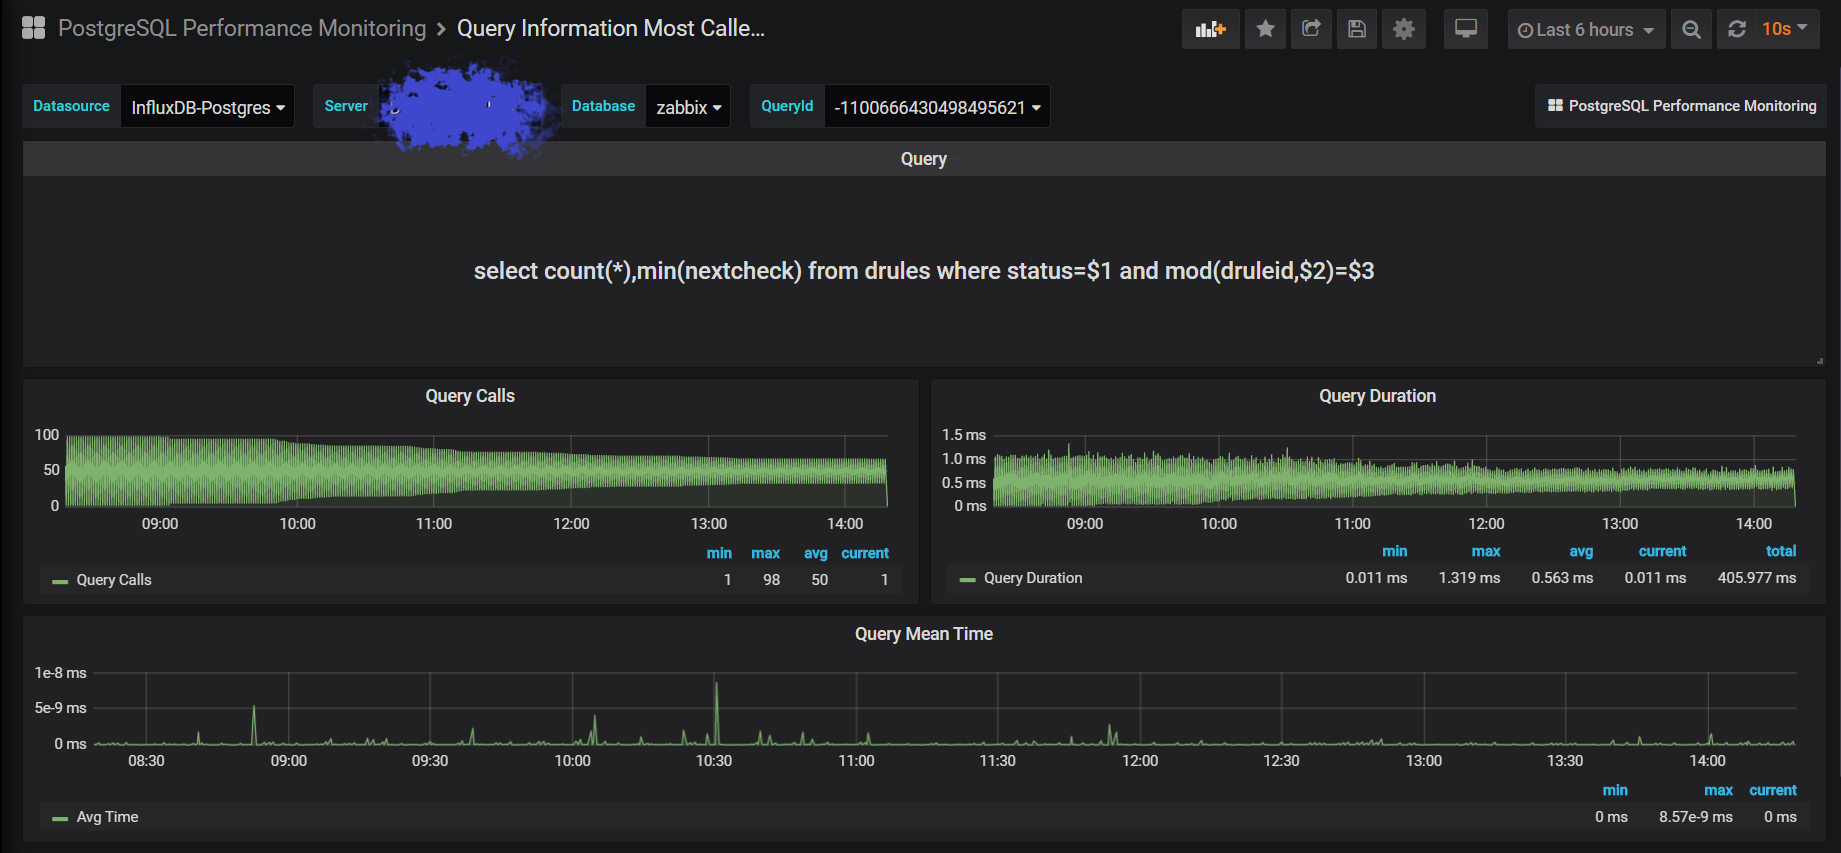 PostgreSQL Performance Monitoring > Query Information Most Calle...
Last 6 hours
10s
Datasource InfluxDB-Postgres Server Database zabbix QueryId -1100666430498495621 PostgreSQL Performance Monitoring
Query
select count(*),min(nextcheck) from drules where status=$1 and mod(druleid,$2)=$3
Query Calls
100
50
0
09:00 10:00 11:00 12:00 13:00 14:00
min max avg current
Query Calls 1 98 50 1
Query Duration
1.5 ms
1.0 ms
0.5 ms
0 ms
09:00 10:00 11:00 12:00 13:00 14:00
min max avg current total
Query Duration 0.011 ms 1.319 ms 0.563 ms 0.011 ms 405.977 ms
Query Mean Time
1e-8 ms
5e-9 ms
0 ms
08:30 09:00 09:30 10:00 10:30 11:00 11:30 12:00 12:30 13:00 13:30 14:00
min max current
Avg Time 0 ms 8.57e-9 ms 0 ms